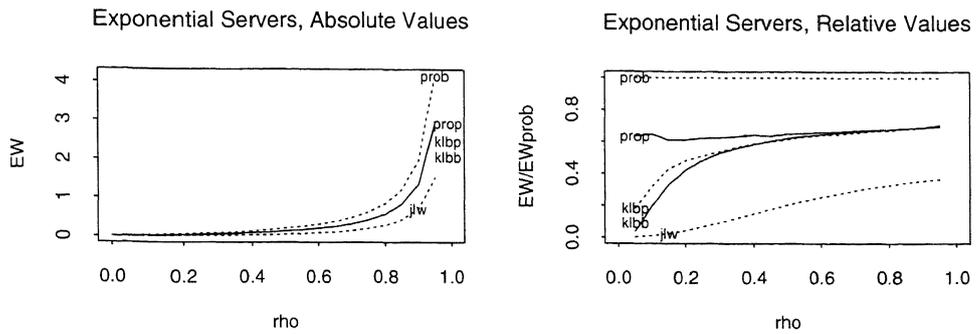 Exponential Servers, Absolute Values
EW
4
3
2
1
0
prob
prop
klbp
klbb
jlw
0.0 0.2 0.4 0.6 0.8 1.0
rho
Exponential Servers, Relative Values
EW/EWprob
0.8
0.4
0.0
prob
prop
klbp
klbb
jlw
0.0 0.2 0.4 0.6 0.8 1.0
rho